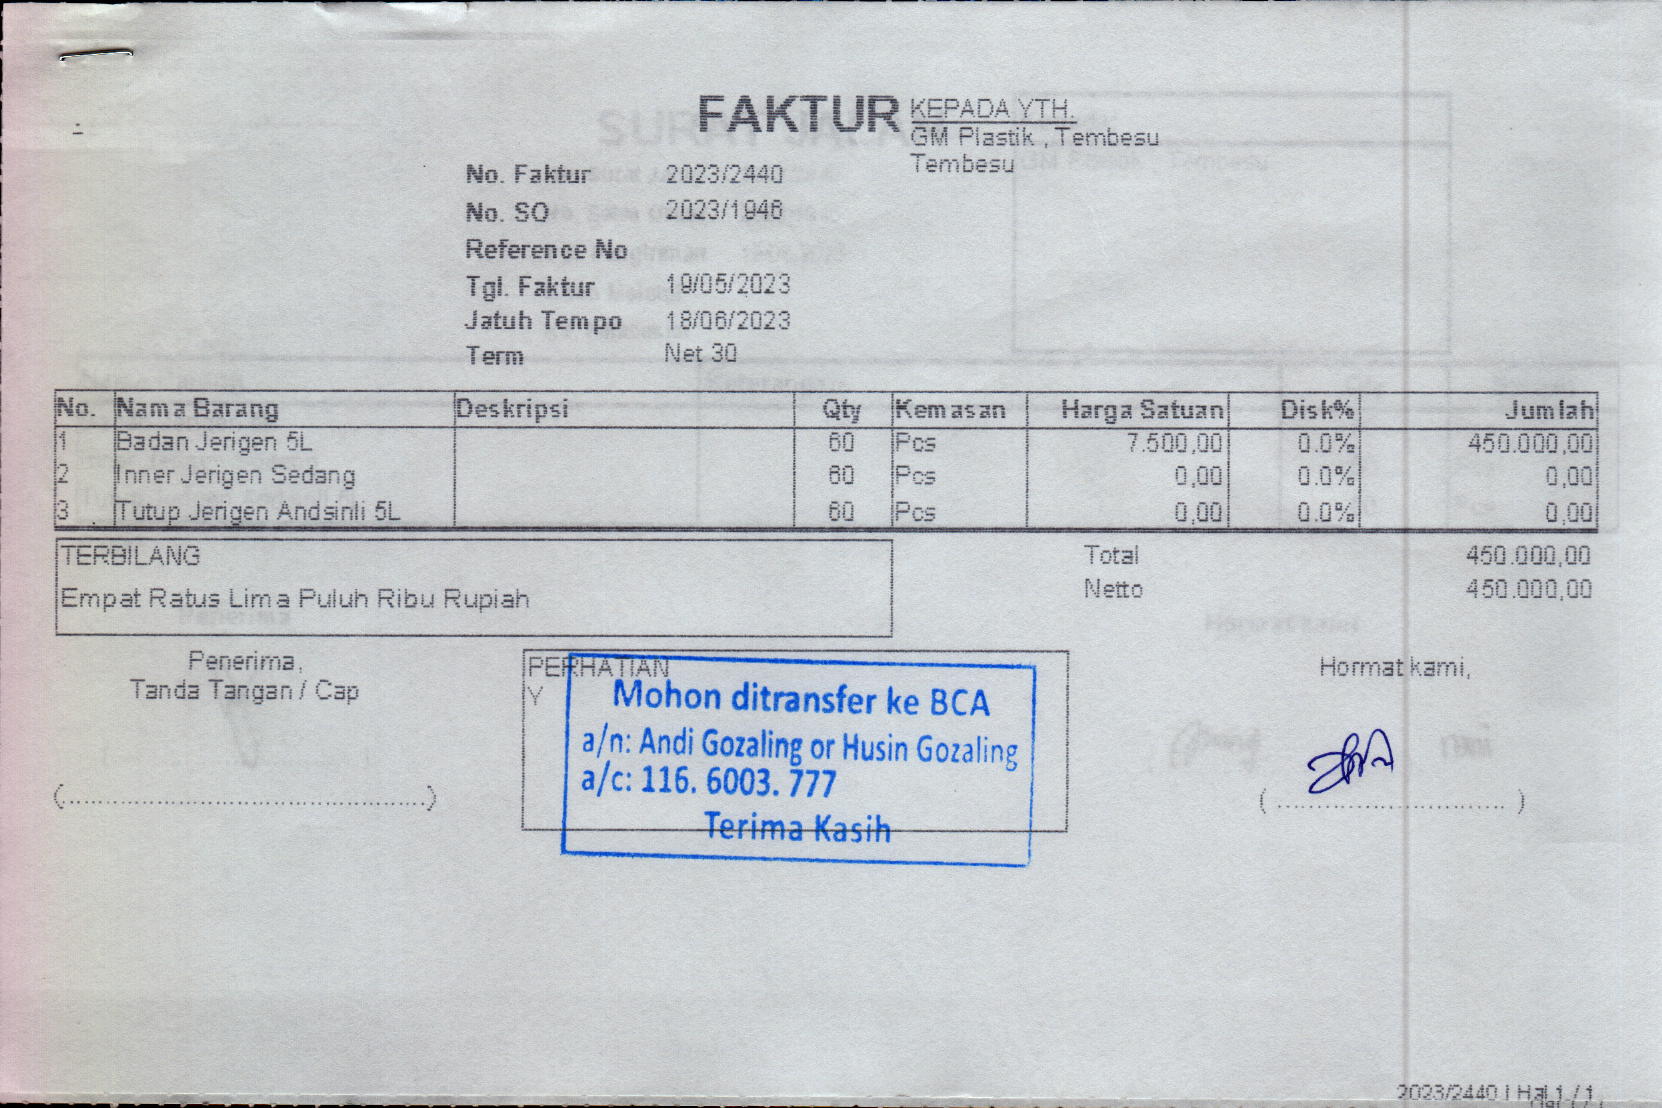 FAKTUR
KEPADA YTH.
GM Plastik , Tembesu
Tembesu
No. Faktur 2023/2440
No. SO 2023/1946
Reference No
Tgl. Faktur 19/05/2023
Jatuh Tempo 18/06/2023
Term Net 30
No. Nama Barang Deskripsi Qty Kemasan Harga Satuan Disk% Jumlah
1 Badan Jerigen 5L 60 Pcs 7.500,00 0.0% 450.000,00
2 Inner Jerigen Sedang 60 Pcs 0,00 0.0% 0,00
3 Tutup Jerigen Andsinli 5L 60 Pcs 0,00 0.0% 0,00
TERBILANG
Empat Ratus Lima Puluh Ribu Rupiah
Total 450.000,00
Netto 450.000,00
Penerima,
Tanda Tangan / Cap
(............................................)
PERHATIAN
Y
Mohon ditransfer ke BCA
a/n: Andi Gozaling or Husin Gozaling
a/c: 116. 6003. 777
Terima Kasih
Hormat kami,
( ............................ )
2023/2440 | Hal 1 / 1